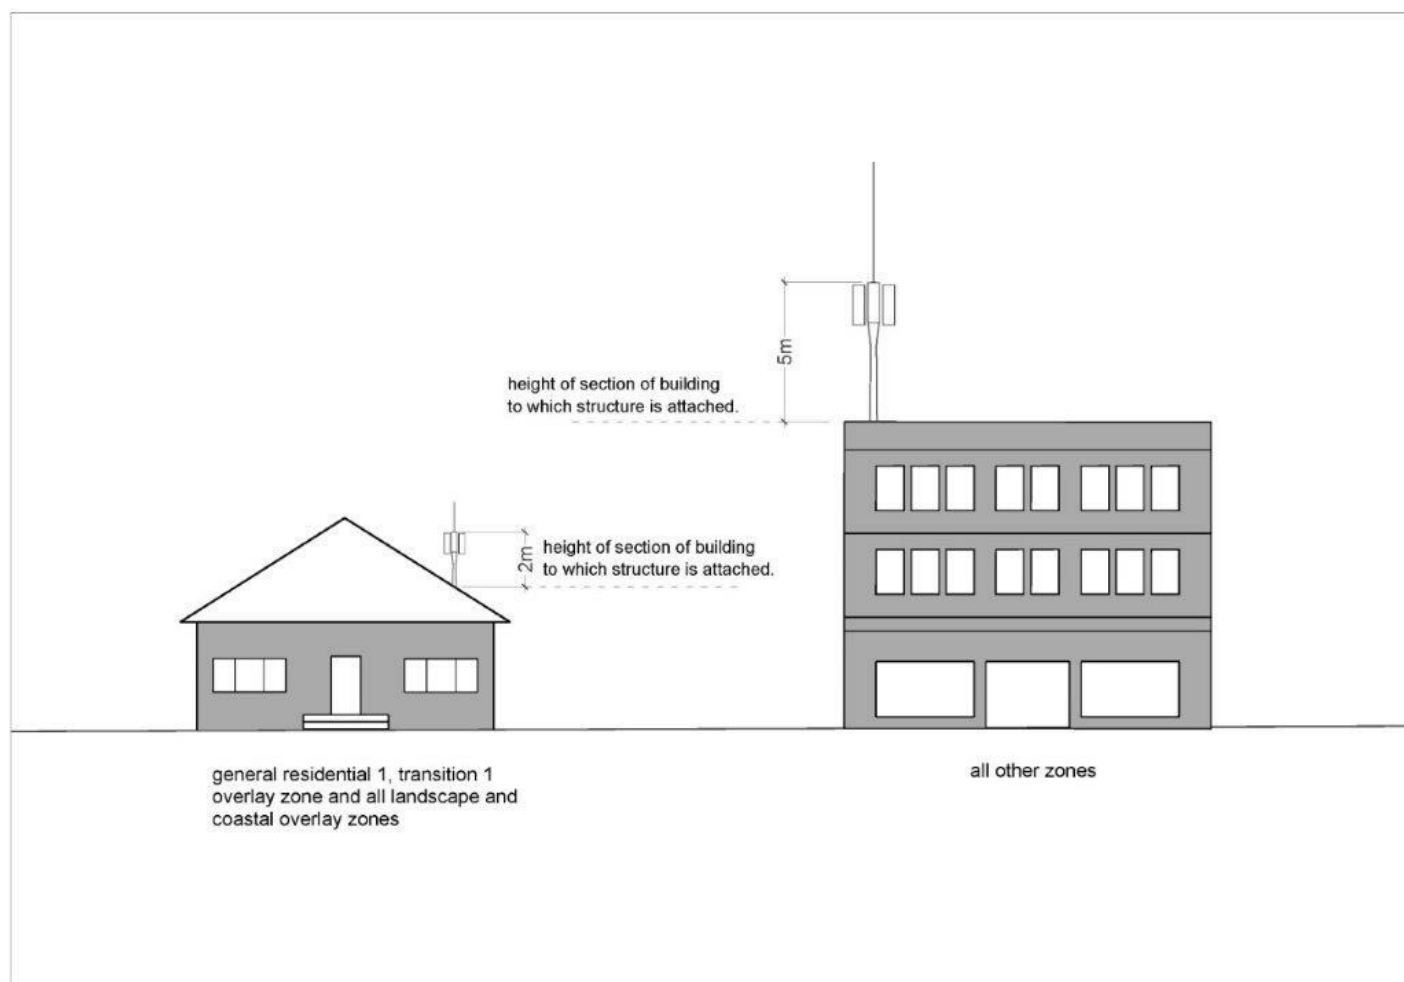 5m
height of section of building
to which structure is attached.
2m
height of section of building
to which structure is attached.
general residential 1, transition 1
overlay zone and all landscape and
coastal overlay zones
all other zones